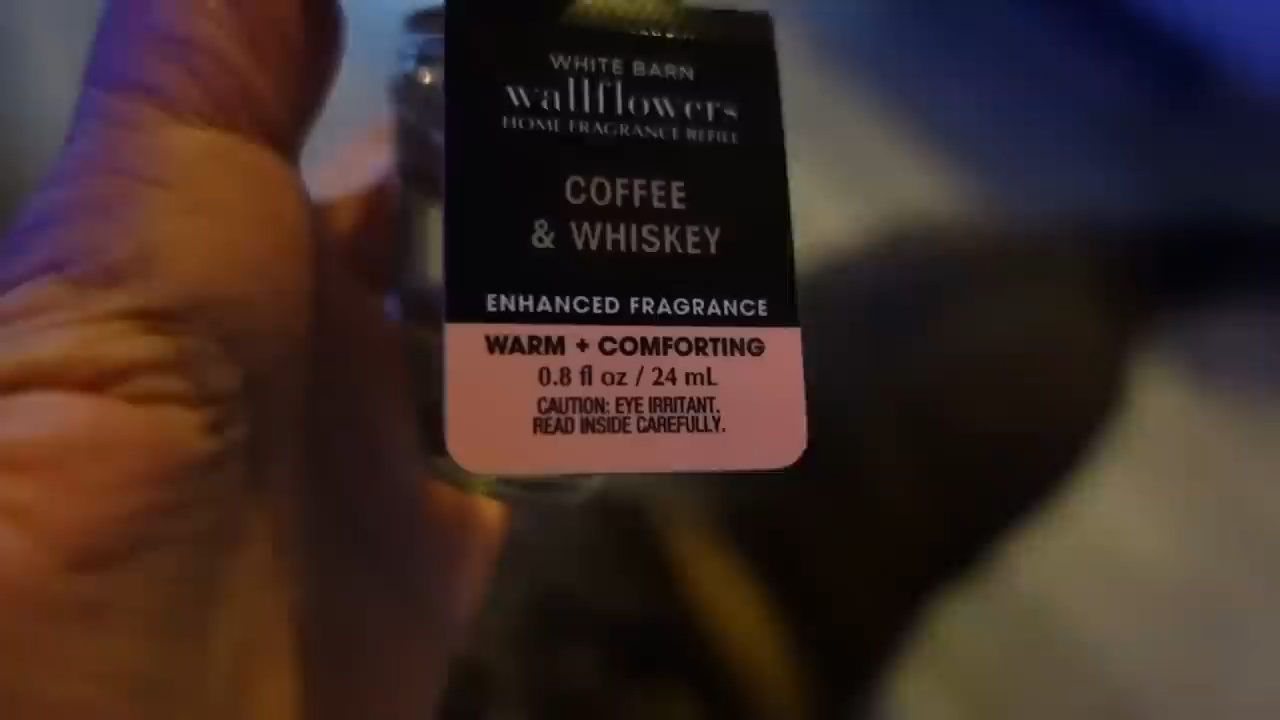 WHITE BARN
wallflowers
HOME FRAGRANCE REFILL
COFFEE
& WHISKEY
ENHANCED FRAGRANCE
WARM + COMFORTING
0.8 fl oz / 24 mL
CAUTION: EYE IRRITANT.
READ INSIDE CAREFULLY.